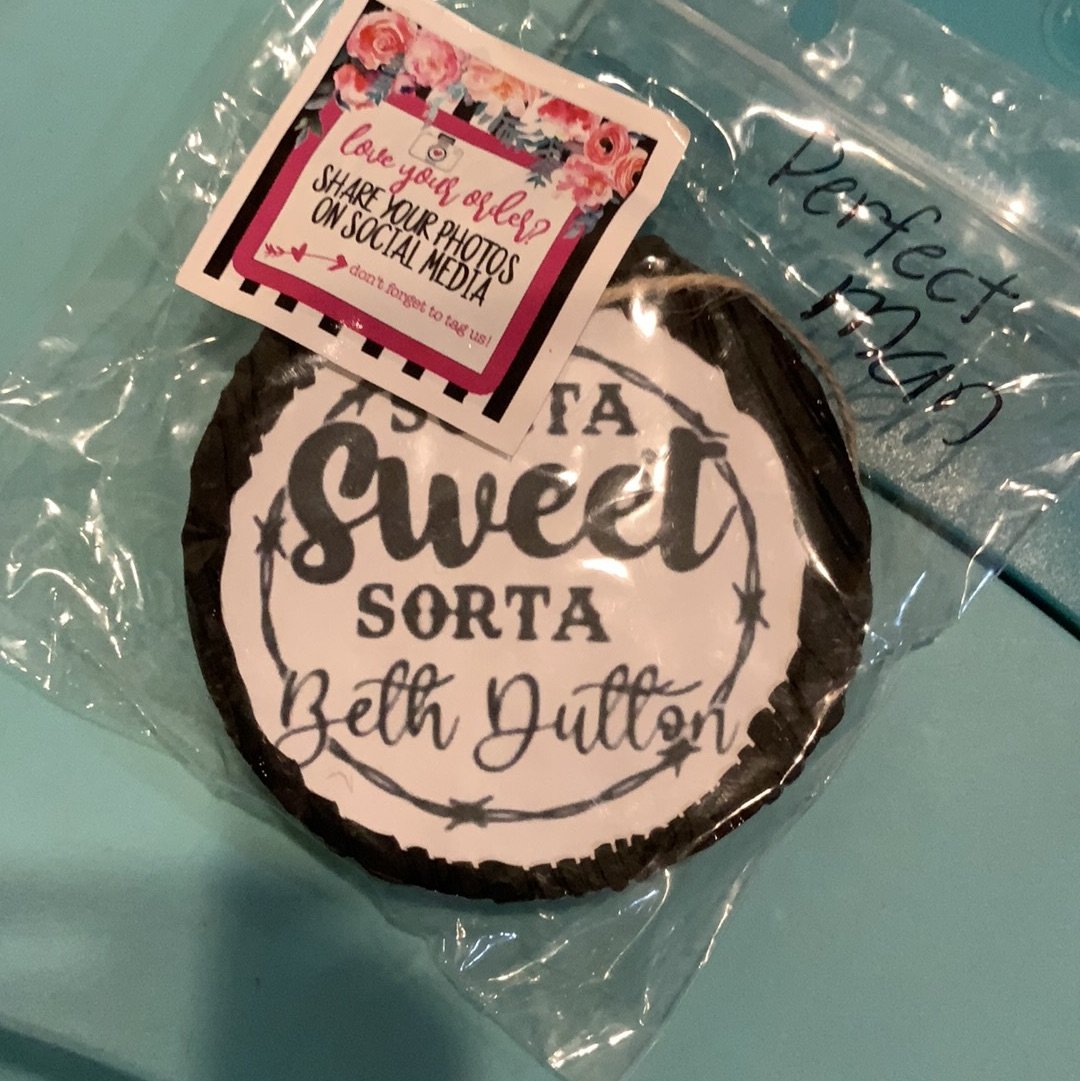 love your order?
SHARE YOUR PHOTOS
ON SOCIAL MEDIA
don't forget to tag us!
Perfect
man
Sweet
SORTA
Beth Dutton